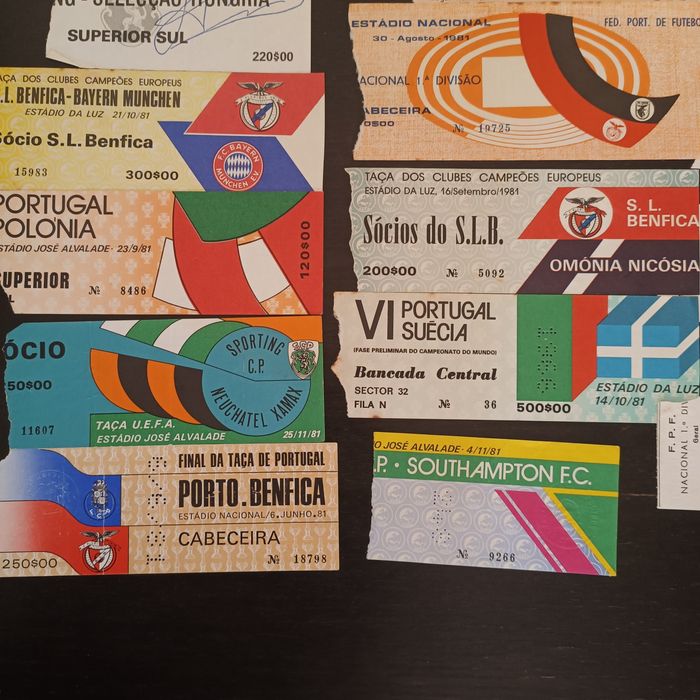 SELECÇÃO HUNGRIA
SUPERIOR SUL
220$00
TAÇA DOS CLUBES CAMPEÕES EUROPEUS
.L. BENFICA-BAYERN MUNCHEN
ESTÁDIO DA LUZ 21/10/81
Sócio S.L. Benfica
15983
300$00
FC. BAYERN
MÜNCHEN E.V.
PORTUGAL
POLÓNIA
ESTÁDIO JOSÉ ALVALADE - 23/9/81
SUPERIOR
№ 8486
120$00
ÓCIO
50$00
11607
SPORTING
C.P.
NEUCHATEL XAMAX
TAÇA U.E.F.A.
ESTÁDIO JOSÉ ALVALADE
25/11/81
FINAL DA TAÇA DE PORTUGAL
PORTO.BENFICA
ESTÁDIO NACIONAL/6.JUNHO.81
CABECEIRA
250$00
№ 18798
ESTÁDIO NACIONAL
FED. PORT. DE FUTEBO
30 - Agosto - 1981
NACIONAL 1.ª DIVISÃO
CABECEIRA
0$00
№ 19725
TAÇA DOS CLUBES CAMPEÕES EUROPEUS
ESTÁDIO DA LUZ, 16/Setembro/1981
Sócios do S.L.B.
200$00
№ 5092
S. L.
BENFICA
OMÓNIA NICÓSIA
VI PORTUGAL
SUÉCIA
(FASE PRELIMINAR DO CAMPEONATO DO MUNDO)
Bancada Central
SECTOR 32
FILA N
№ 36
500$00
ESTÁDIO DA LUZ
14/10/81
F. P. F.
NACIONAL 1.ª DIV
Geral
O JOSÉ ALVALADE - 4/11/81
.P. • SOUTHAMPTON F.C.
№ 9266